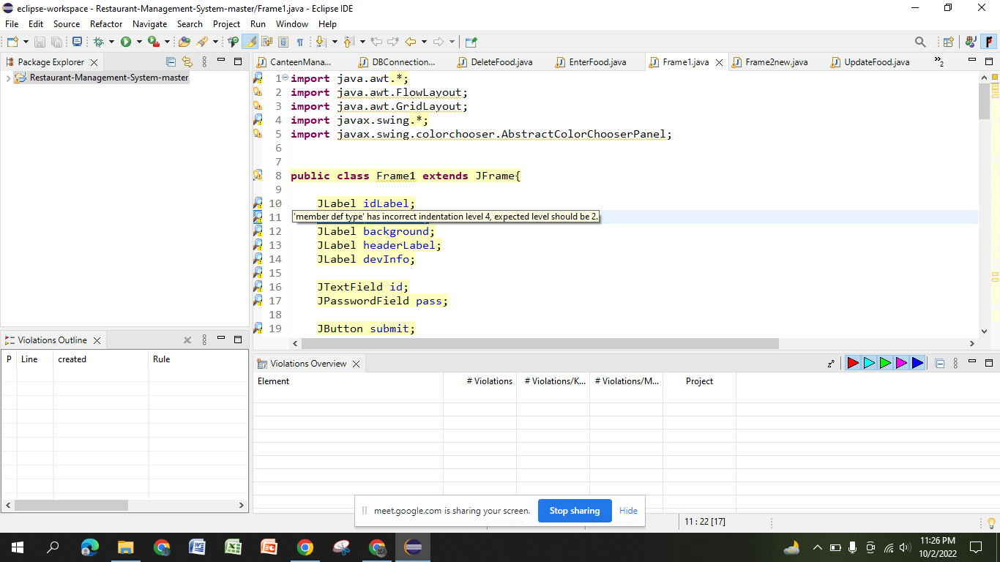 eclipse-workspace - Restaurant-Management-System-master/Frame1.java - Eclipse IDE
File Edit Source Refactor Navigate Search Project Run Window Help
Package Explorer
Restaurant-Management-System-master
CanteenMana... DBConnection... DeleteFood.java EnterFood.java Frame1.java Frame2new.java UpdateFood.java »2
1 import java.awt.*;
2 import java.awt.FlowLayout;
3 import java.awt.GridLayout;
4 import javax.swing.*;
5 import javax.swing.colorchooser.AbstractColorChooserPanel;
6
7
8 public class Frame1 extends JFrame{
9
10 JLabel idLabel;
11 'member def type' has incorrect indentation level 4, expected level should be 2.
12 JLabel background;
13 JLabel headerLabel;
14 JLabel devInfo;
15
16 JTextField id;
17 JPasswordField pass;
18
19 JButton submit;
Violations Outline
P Line created Rule
Violations Overview
Element # Violations # Violations/K... # Violations/M... Project
meet.google.com is sharing your screen. Stop sharing Hide
11 : 22 [17]
11:26 PM
10/2/2022